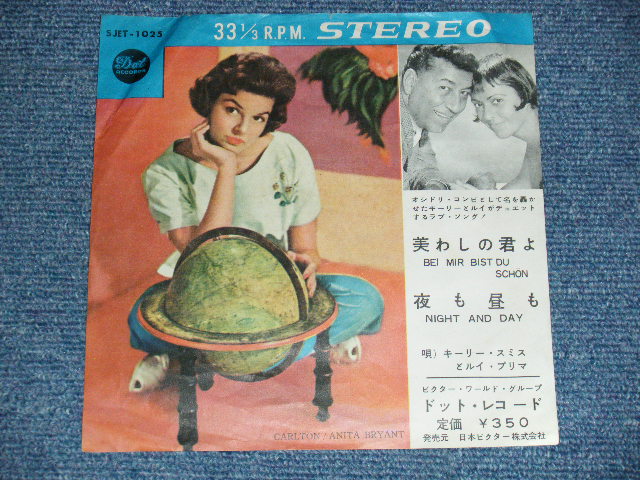 SJET-1025
33⅓ R.P.M. STEREO
Dot
RECORDS
オシドリ・コンビとして名を轟か
せたキーリーとルイがデュエット
するラブ・ソング！
美わしの君よ
BEI MIR BIST DU
SCHON
夜も昼も
NIGHT AND DAY
唄）キーリー・スミス
とルイ・プリマ
ビクター・ワールド・グループ
ドット・レコード
定価 ¥350
発売元 日本ビクター株式会社
CARLTON / ANITA BRYANT